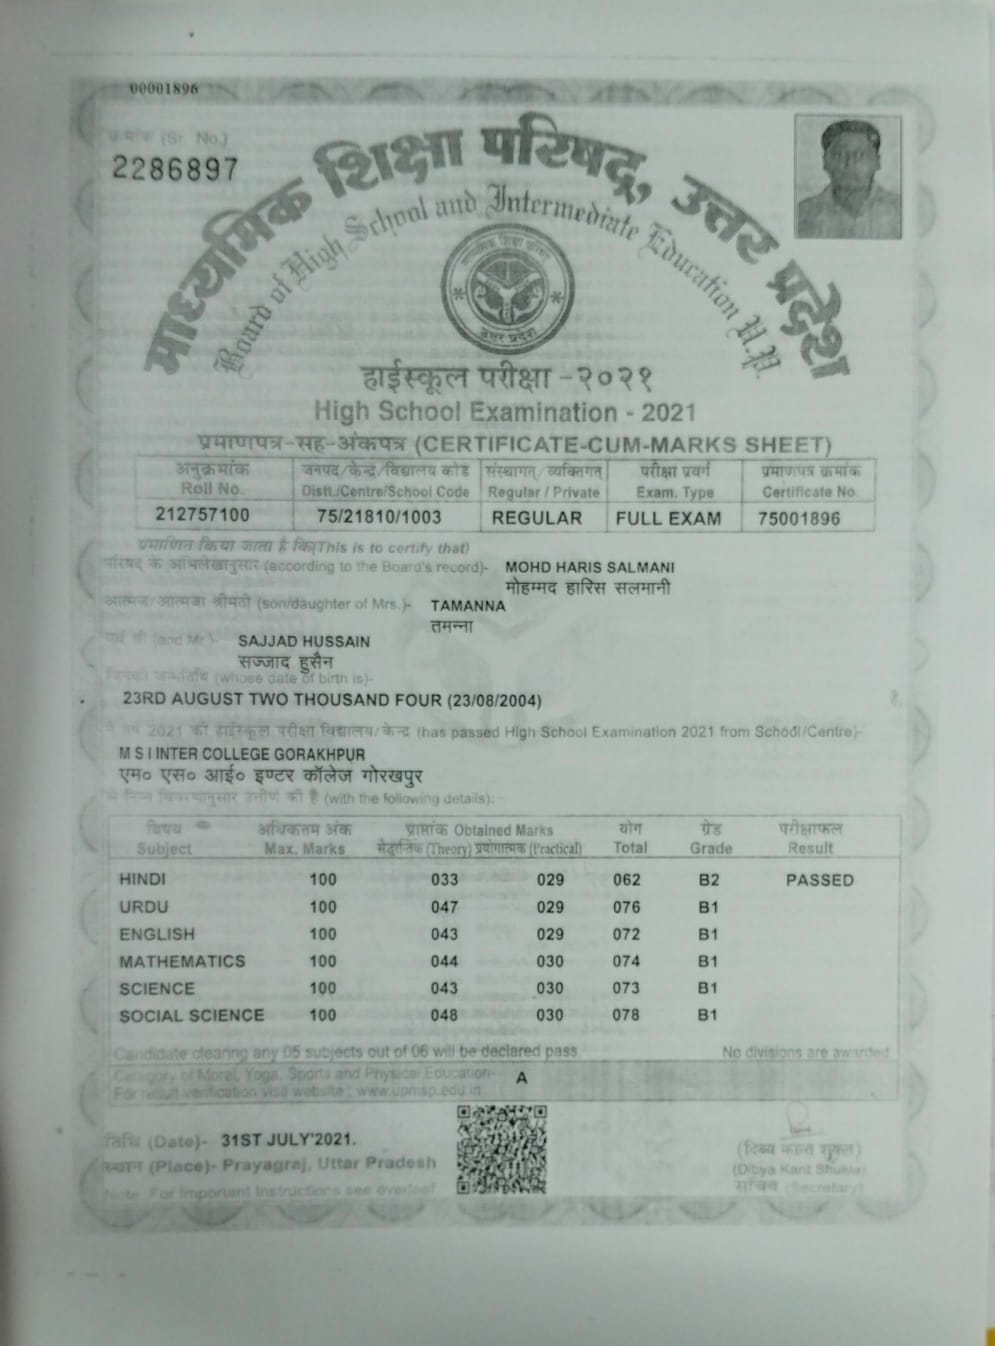 00001896
क्रमांक (Sr. No.)
2286897
माध्यमिक शिक्षा परिषद्, उत्तर प्रदेश
Board of High School and Intermediate Education U.P.
माध्यमिक शिक्षा परिषद
उत्तर प्रदेश
हाईस्कूल परीक्षा - २०२१
High School Examination - 2021
प्रमाणपत्र-सह-अंकपत्र (CERTIFICATE-CUM-MARKS SHEET)
अनुक्रमांक जनपद/केन्द्र/विद्यालय कोड संस्थागत/व्यक्तिगत परीक्षा प्रवर्ग प्रमाणपत्र क्रमांक
Roll No. Distt./Centre/School Code Regular / Private Exam. Type Certificate No.
212757100 75/21810/1003 REGULAR FULL EXAM 75001896
प्रमाणित किया जाता है कि(This is to certify that)
परिषद के अभिलेखानुसार (according to the Board's record)- MOHD HARIS SALMANI
मोहम्मद हारिस सलमानी
आत्मज/आत्मजा श्रीमती (son/daughter of Mrs.)- TAMANNA
तमन्ना
एवं श्री (and Mr.)- SAJJAD HUSSAIN
सज्जाद हुसैन
जिनकी जन्मतिथि (whose date of birth is)-
23RD AUGUST TWO THOUSAND FOUR (23/08/2004) है,
ने वर्ष 2021 की हाईस्कूल परीक्षा विद्यालय/केन्द्र (has passed High School Examination 2021 from School/Centre)-
M S I INTER COLLEGE GORAKHPUR
एम० एस० आई० इण्टर कॉलेज गोरखपुर
से निम्न विवरणानुसार उत्तीर्ण की है (with the following details):
विषय अधिकतम अंक प्राप्तांक Obtained Marks योग ग्रेड परीक्षाफल
Subject Max. Marks सैद्धान्तिक (Theory) प्रयोगात्मक (Practical) Total Grade Result
HINDI 100 033 029 062 B2 PASSED
URDU 100 047 029 076 B1
ENGLISH 100 043 029 072 B1
MATHEMATICS 100 044 030 074 B1
SCIENCE 100 043 030 073 B1
SOCIAL SCIENCE 100 048 030 078 B1
Candidate clearing any 05 subjects out of 06 will be declared pass No divisions are awarded
Category of Moral, Yoga, Sports and Physical Education- A
For result verification visit website : www.upmsp.edu.in
तिथि (Date)- 31ST JULY'2021.
स्थान (Place)- Prayagraj, Uttar Pradesh
Note: For Important Instructions see overleaf
(दिब्य कान्त शुक्ल)
(Dibya Kant Shukla)
सचिव (Secretary)